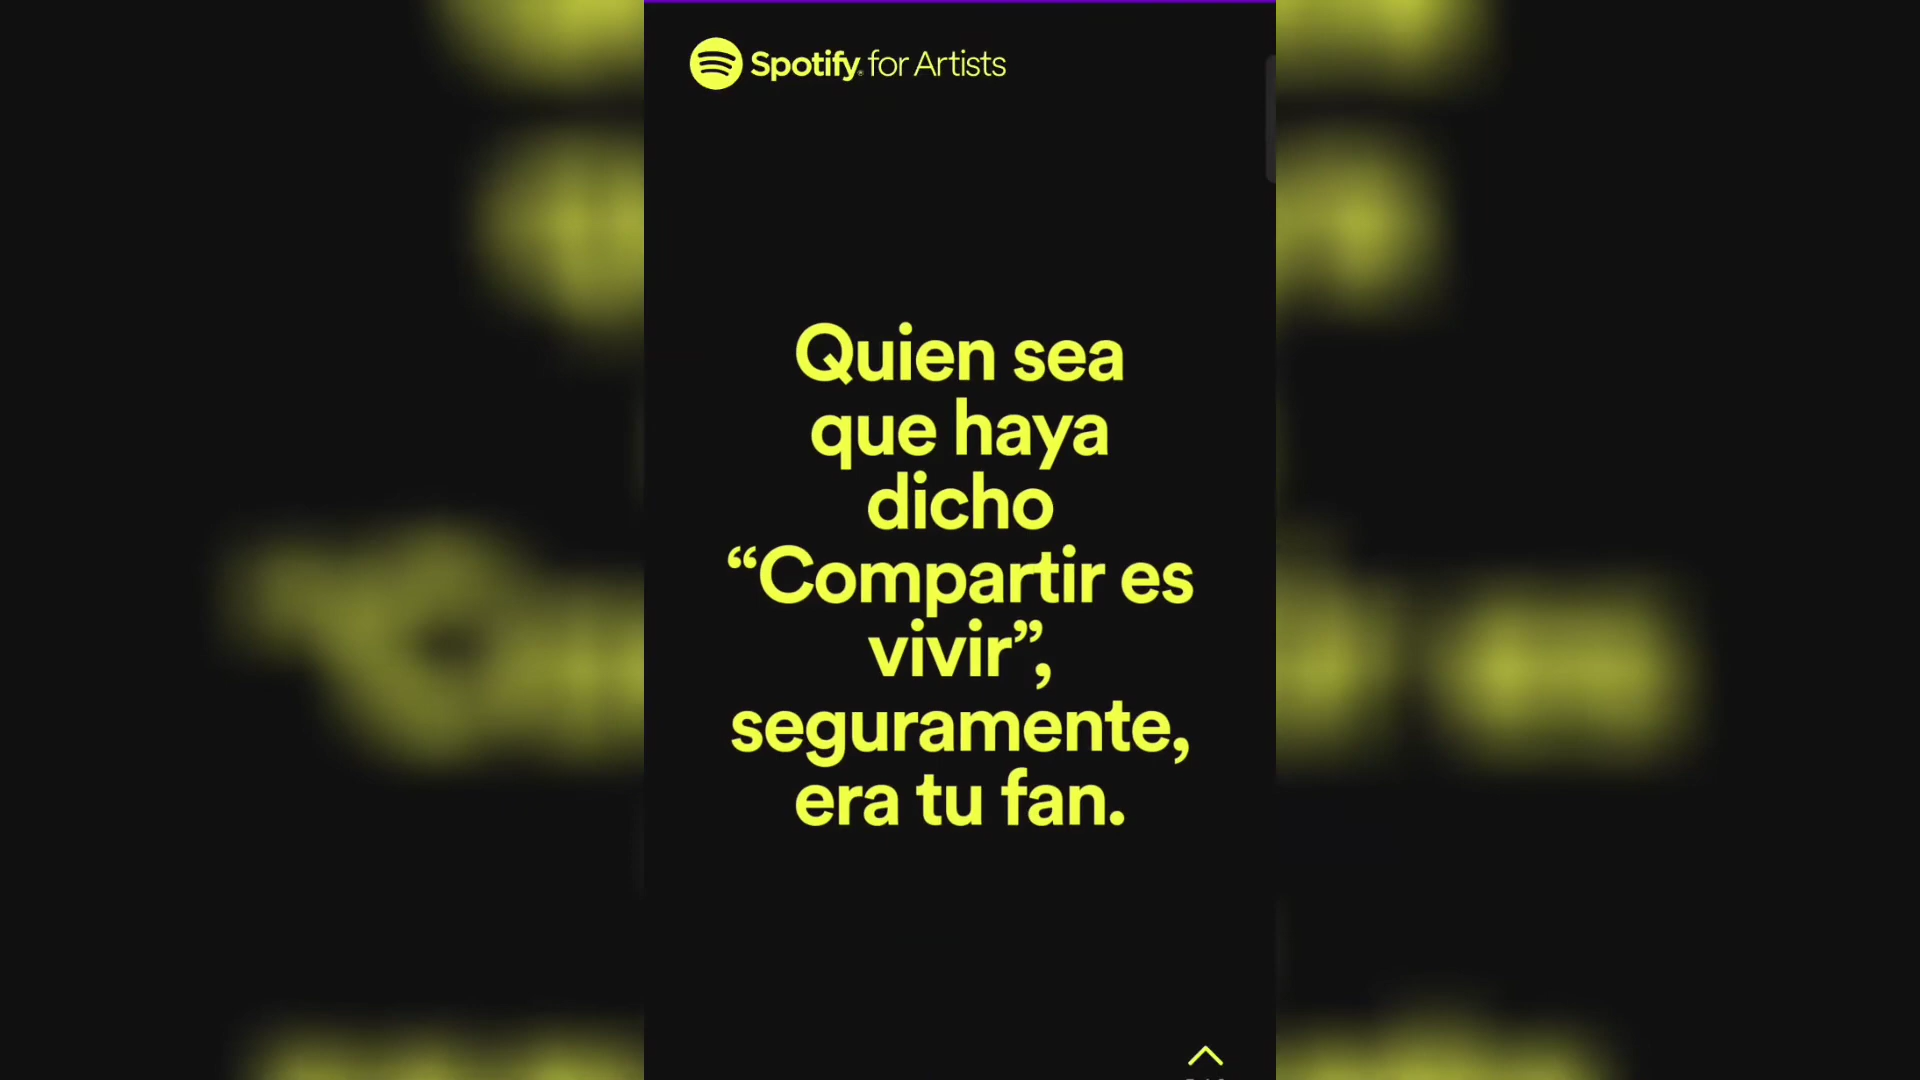 Spotify for Artists
Quien sea
que haya
dicho
“Compartir es
vivir”,
seguramente,
era tu fan.